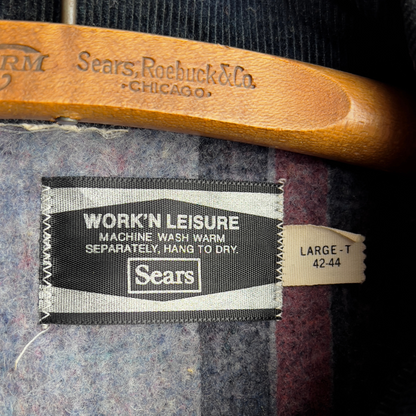 Sears, Roebuck & Co.
• CHICAGO •
WORK'N LEISURE
MACHINE WASH WARM
SEPARATELY, HANG TO DRY.
Sears
LARGE - T
42-44